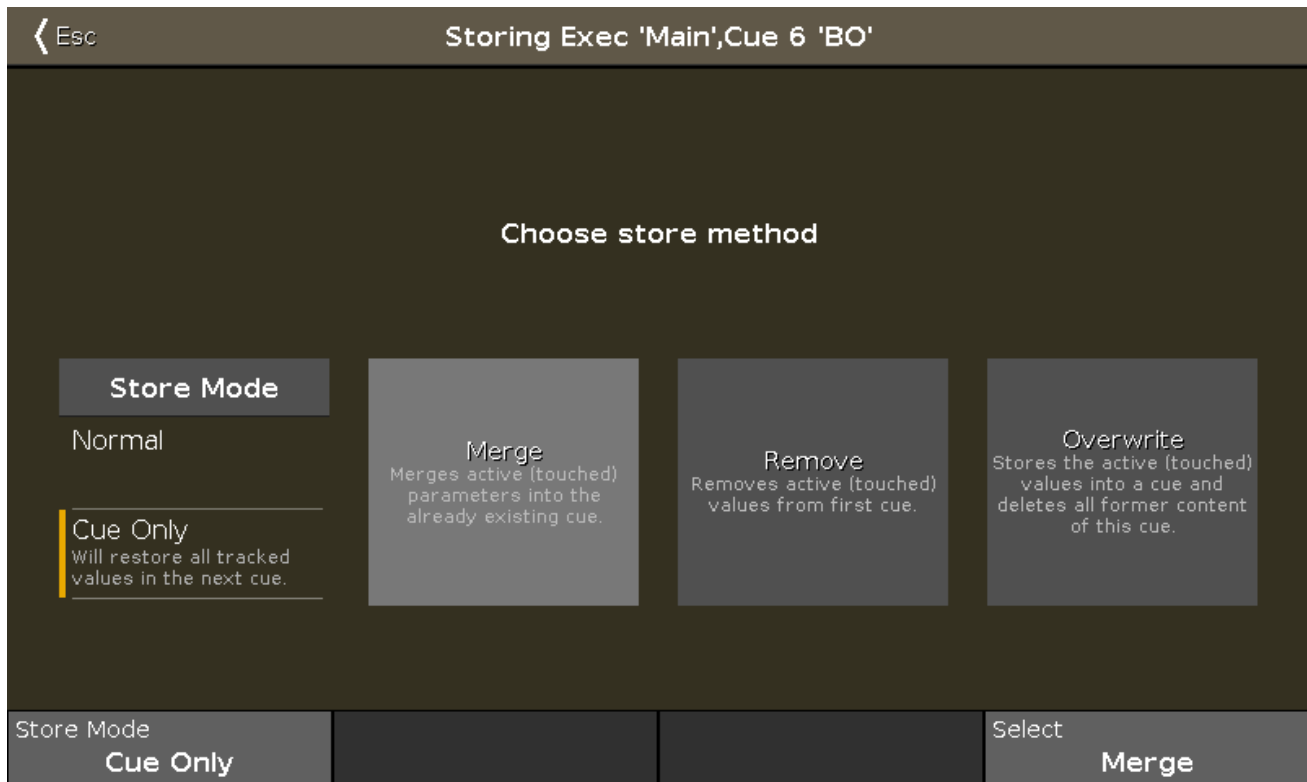 Esc
Storing Exec 'Main',Cue 6 'BO'
Choose store method
Store Mode
Normal
Cue Only
Will restore all tracked
values in the next cue.
Merge
Merges active (touched)
parameters into the
already existing cue.
Remove
Removes active (touched)
values from first cue.
Overwrite
Stores the active (touched)
values into a cue and
deletes all former content
of this cue.
Store Mode
Cue Only
Select
Merge